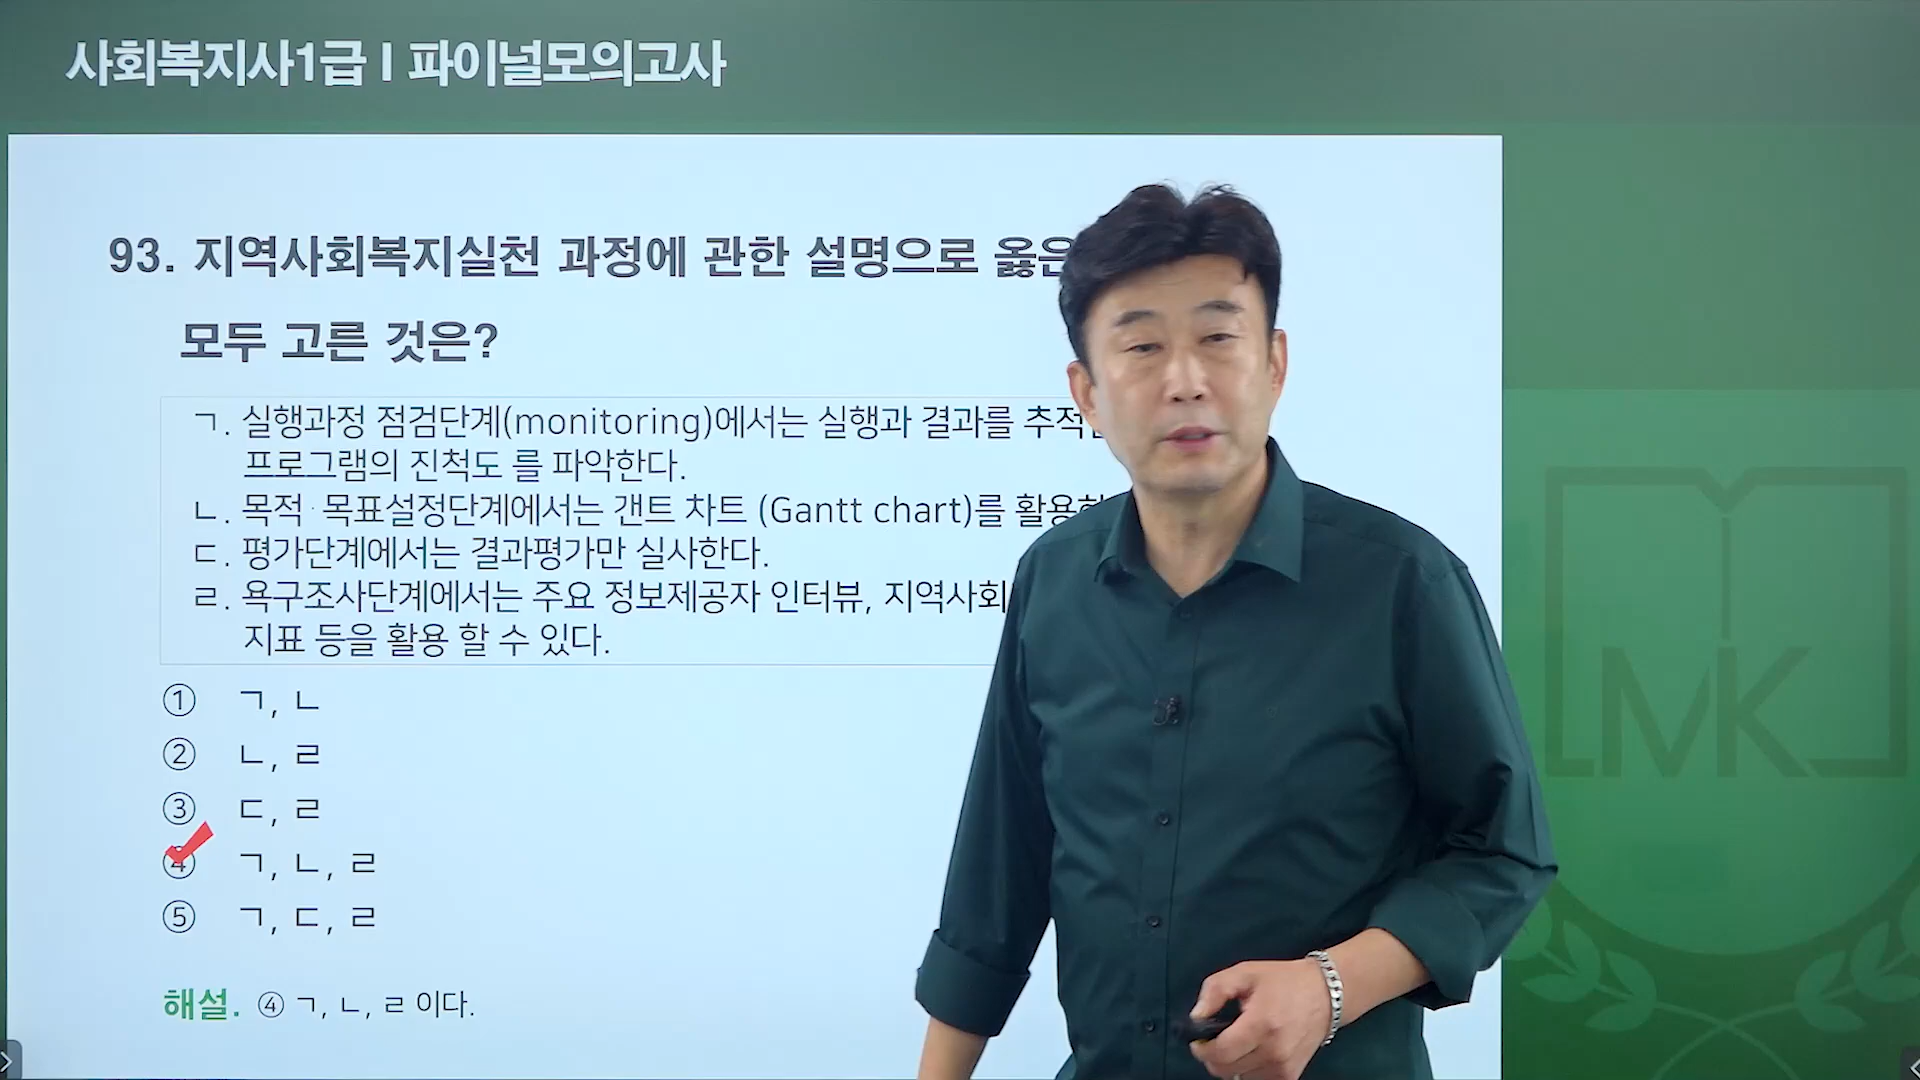 사회복지사1급 I 파이널모의고사
93. 지역사회복지실천 과정에 관한 설명으로 옳은
모두 고른 것은?
ㄱ. 실행과정 점검단계(monitoring)에서는 실행과 결과를
프로그램의 진척도 를 파악한다.
ㄴ. 목적·목표설정단계에서는 갠트 차트 (Gantt chart)를
ㄷ. 평가단계에서는 결과평가만 실사한다.
ㄹ. 욕구조사단계에서는 주요 정보제공자 인터뷰, 지역사회
지표 등을 활용 할 수 있다.
① ㄱ, ㄴ
② ㄴ, ㄹ
③ ㄷ, ㄹ
④ ㄱ, ㄴ, ㄹ
⑤ ㄱ, ㄷ, ㄹ
해설. ④ ㄱ, ㄴ, ㄹ 이다.
MK